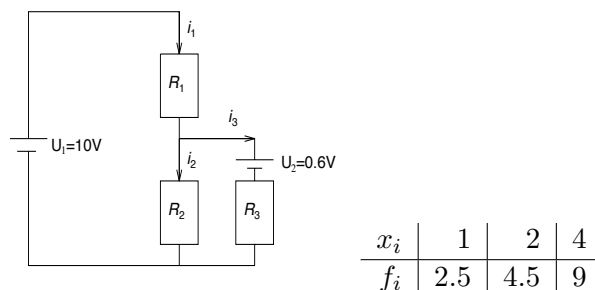 i₁
R₁
i₃
U₁=10V
i₂
U₂=0.6V
R₂
R₃
xᵢ 1 2 4
fᵢ 2.5 4.5 9